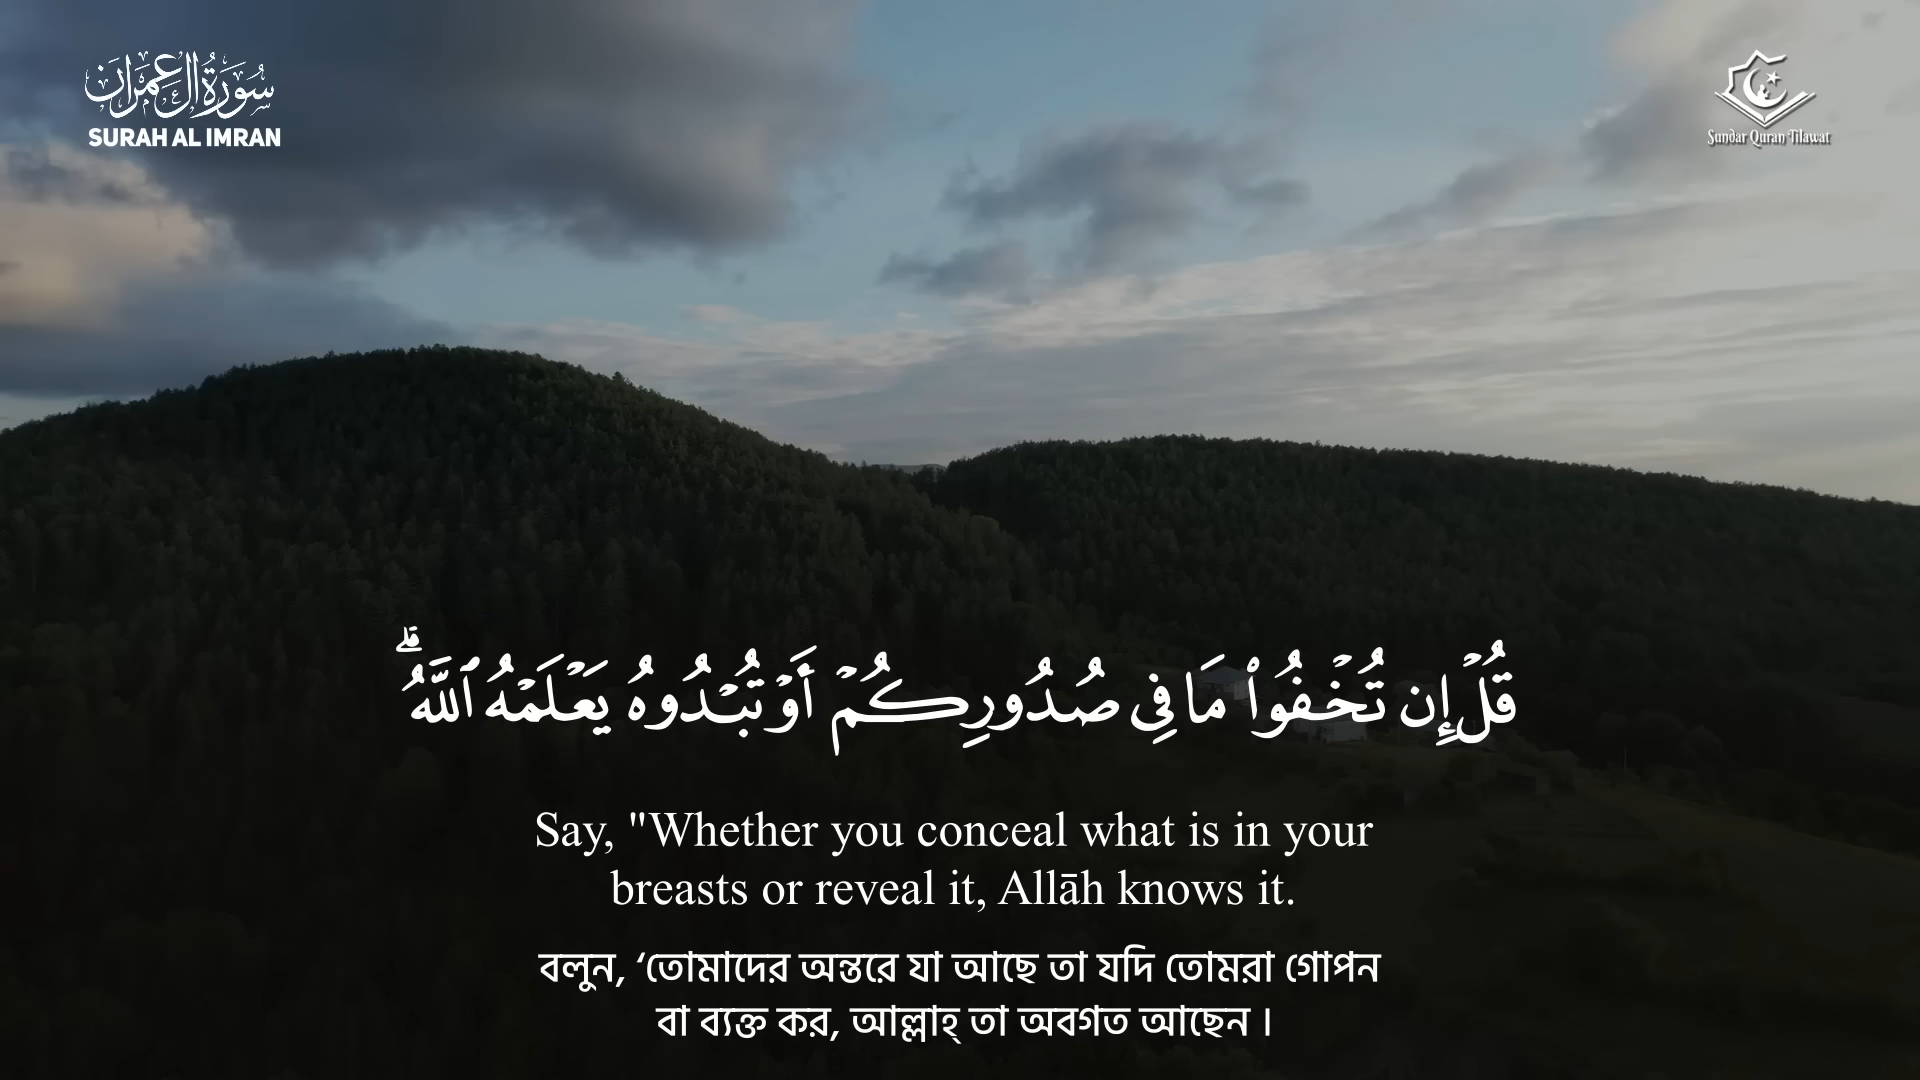 سُورَةُ آل عِمرَان
SURAH AL IMRAN
Sundar Quran Tilawat
قُلۡ إِن تُخۡفُواْ مَا فِى صُدُورِكُمۡ أَوۡ تُبۡدُوهُ يَعۡلَمۡهُ ٱللَّهُۗ
Say, "Whether you conceal what is in your
breasts or reveal it, Allāh knows it.
বলুন, ‘তোমাদের অন্তরে যা আছে তা যদি তোমরা গোপন
বা ব্যক্ত কর, আল্লাহ্ তা অবগত আছেন ।